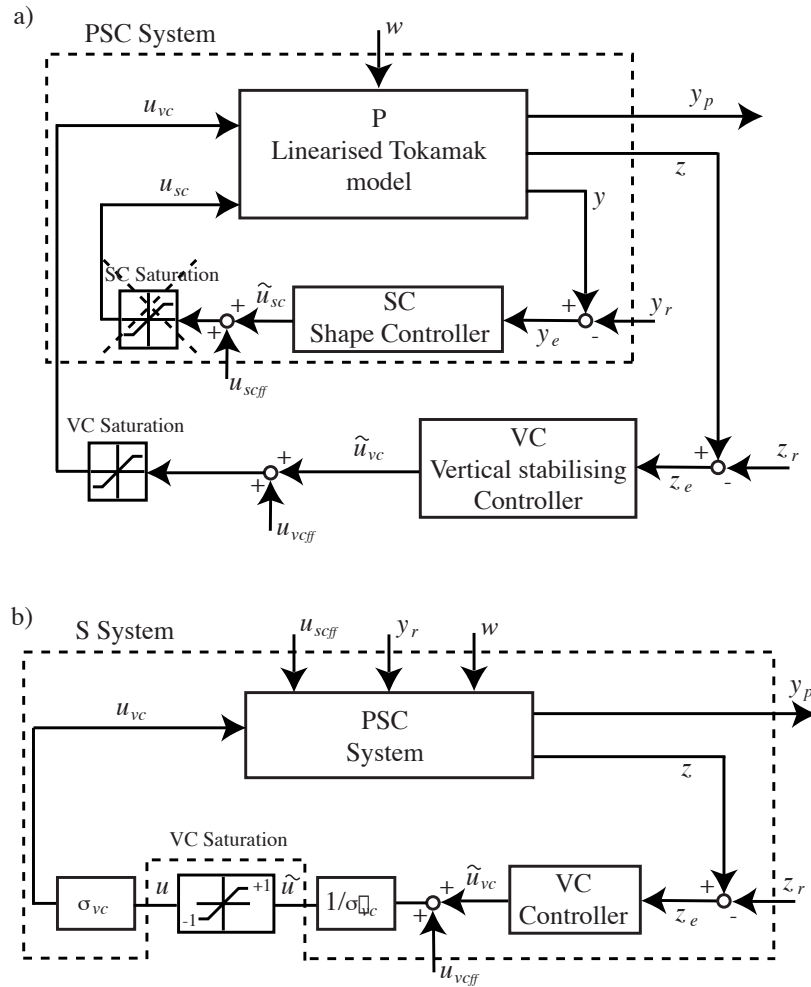 a)
PSC System
w
u_vc
P
Linearised Tokamak
model
y_p
z
u_sc
y
SC Saturation
+
ũ_sc
+
SC
Shape Controller
+
-
y_e
y_r
u_scff
VC Saturation
ũ_vc
+
+
VC
Vertical stabilising
Controller
+
-
z_e
z_r
u_vcff
b)
S System
u_scff
y_r
w
u_vc
PSC
System
y_p
z
VC Saturation
σ_vc
u
+1
-1
ũ
1/σ▯_vc
+
+
ũ_vc
VC
Controller
+
-
z_e
z_r
u_vcff